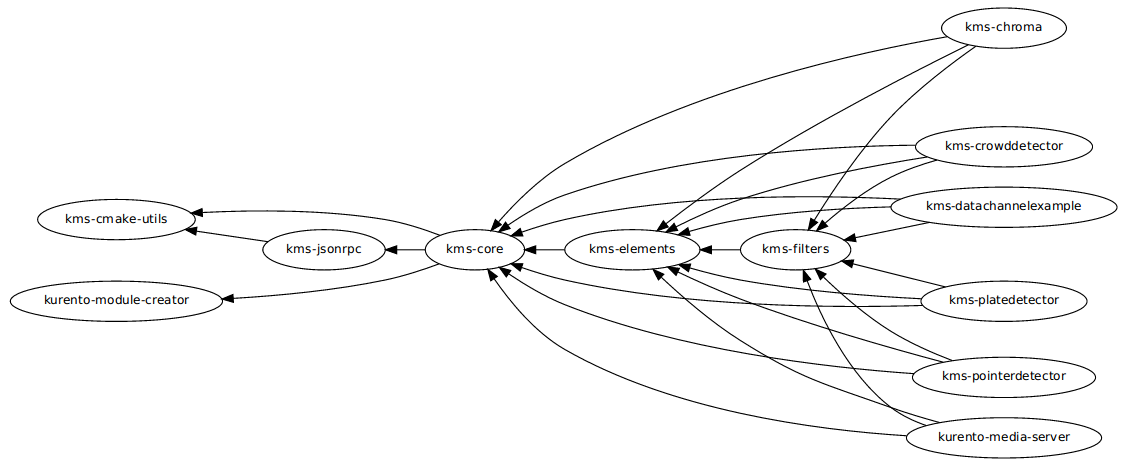 kms-chroma
kms-crowddetector
kms-datachannelexample
kms-cmake-utils
kms-jsonrpc
kms-core
kms-elements
kms-filters
kurento-module-creator
kms-platedetector
kms-pointerdetector
kurento-media-server